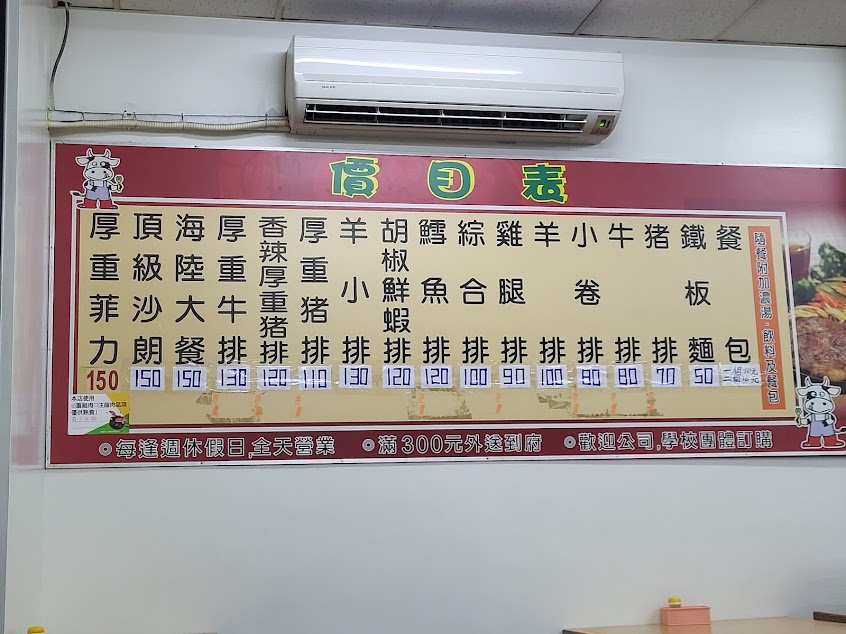 價目表
厚重菲力 150
頂級沙朗 150
海陸大餐 150
厚重牛排 130
香辣厚重豬排 120
厚重豬排 110
羊小排 130
胡椒鮮蝦排 120
鱈魚排 120
綜合排 100
雞腿排 90
羊排 100
小卷排 80
牛排 80
豬排 70
鐵板麵 50
餐包
隨餐附加濃湯·飲料及餐包
本店使用
◎每逢週休假日,全天營業 ◎滿300元外送到府 ◎歡迎公司,學校團體訂購